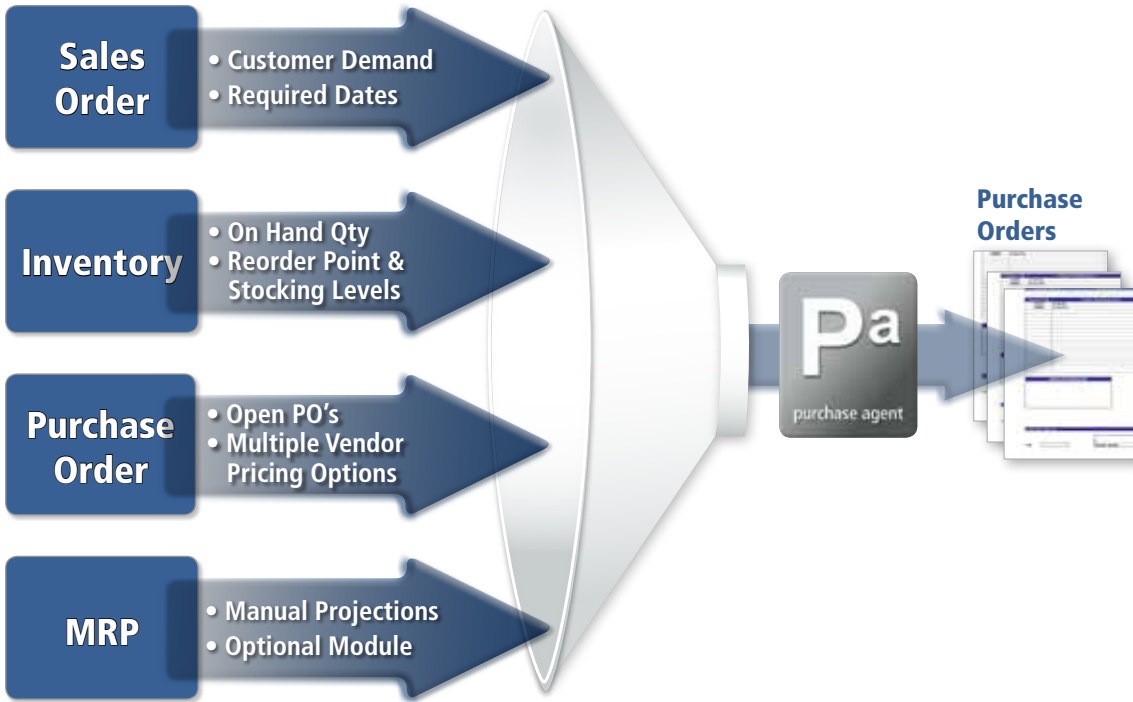 Sales
Order
• Customer Demand
• Required Dates
Inventory
• On Hand Qty
• Reorder Point &
Stocking Levels
Purchase
Order
• Open PO's
• Multiple Vendor
Pricing Options
MRP
• Manual Projections
• Optional Module
Pa
purchase agent
Purchase
Orders